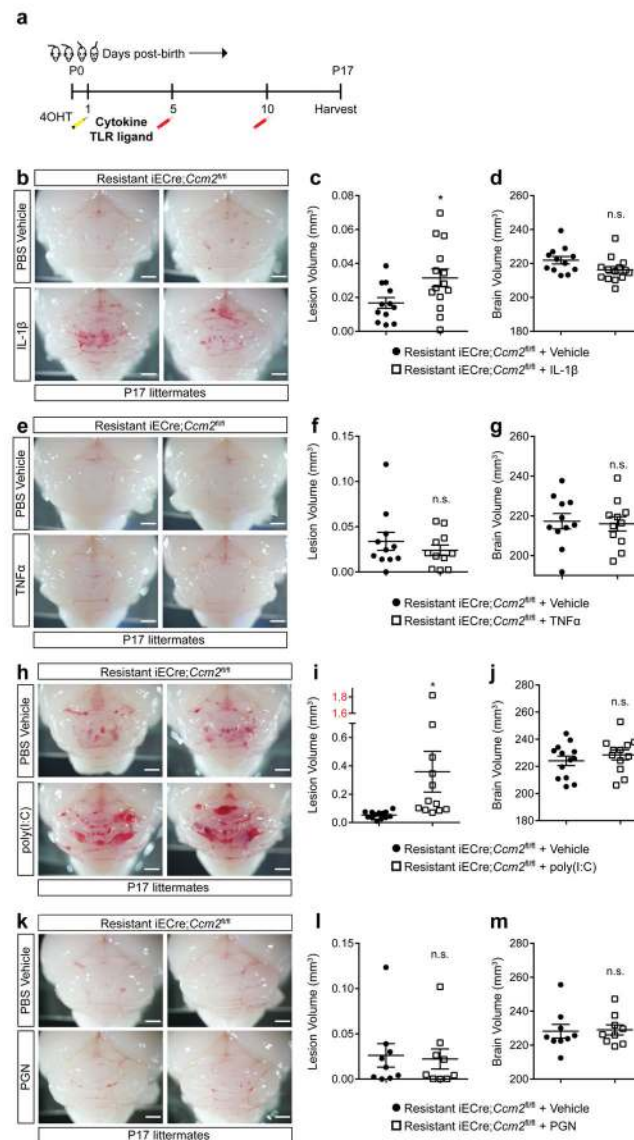 a
Days post-birth
P0 P17
1 5 10 Harvest
4OHT Cytokine
TLR ligand
b
Resistant iECre;Ccm2fl/fl
PBS Vehicle
IL-1β
P17 littermates
c
Lesion Volume (mm³)
0.08
0.06
0.04
0.02
0.00
*
d
Brain Volume (mm³)
260
240
220
200
180
n.s.
Resistant iECre;Ccm2fl/fl + Vehicle
Resistant iECre;Ccm2fl/fl + IL-1β
e
Resistant iECre;Ccm2fl/fl
PBS Vehicle
TNFα
P17 littermates
f
Lesion Volume (mm³)
0.15
0.10
0.05
0.00
n.s.
g
Brain Volume (mm³)
260
240
220
200
n.s.
Resistant iECre;Ccm2fl/fl + Vehicle
Resistant iECre;Ccm2fl/fl + TNFα
h
Resistant iECre;Ccm2fl/fl
PBS Vehicle
poly(I:C)
P17 littermates
i
Lesion Volume (mm³)
1.8
1.6
0.8
0.6
0.4
0.2
0.0
*
j
Brain Volume (mm³)
280
260
240
220
200
180
n.s.
Resistant iECre;Ccm2fl/fl + Vehicle
Resistant iECre;Ccm2fl/fl + poly(I:C)
k
Resistant iECre;Ccm2fl/fl
PBS Vehicle
PGN
P17 littermates
l
Lesion Volume (mm³)
0.15
0.10
0.05
0.00
n.s.
m
Brain Volume (mm³)
280
260
240
220
200
n.s.
Resistant iECre;Ccm2fl/fl + Vehicle
Resistant iECre;Ccm2fl/fl + PGN